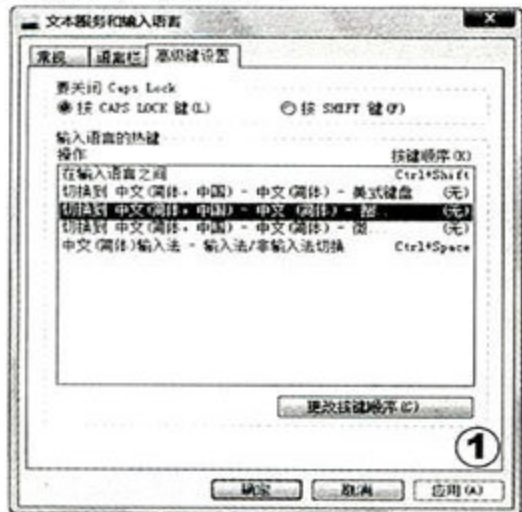 文本服务和输入语言
常规 语言栏 高级键设置
要关闭 Caps Lock
按 CAPS LOCK 键(L) 按 SHIFT 键(F)
输入语言的热键
操作 按键顺序(K)
在输入语言之间 Ctrl+Shift
切换到 中文(简体，中国) - 中文(简体) - 美式键盘 (无)
切换到 中文(简体，中国) - 中文 (简体) - (无)
切换到 中文(简体，中国) - 中文(简体) - 微.. (无)
中文(简体)输入法 - 输入法/非输入法切换 Ctrl+Space
更改按键顺序(C)
1
确定 取消 应用(A)